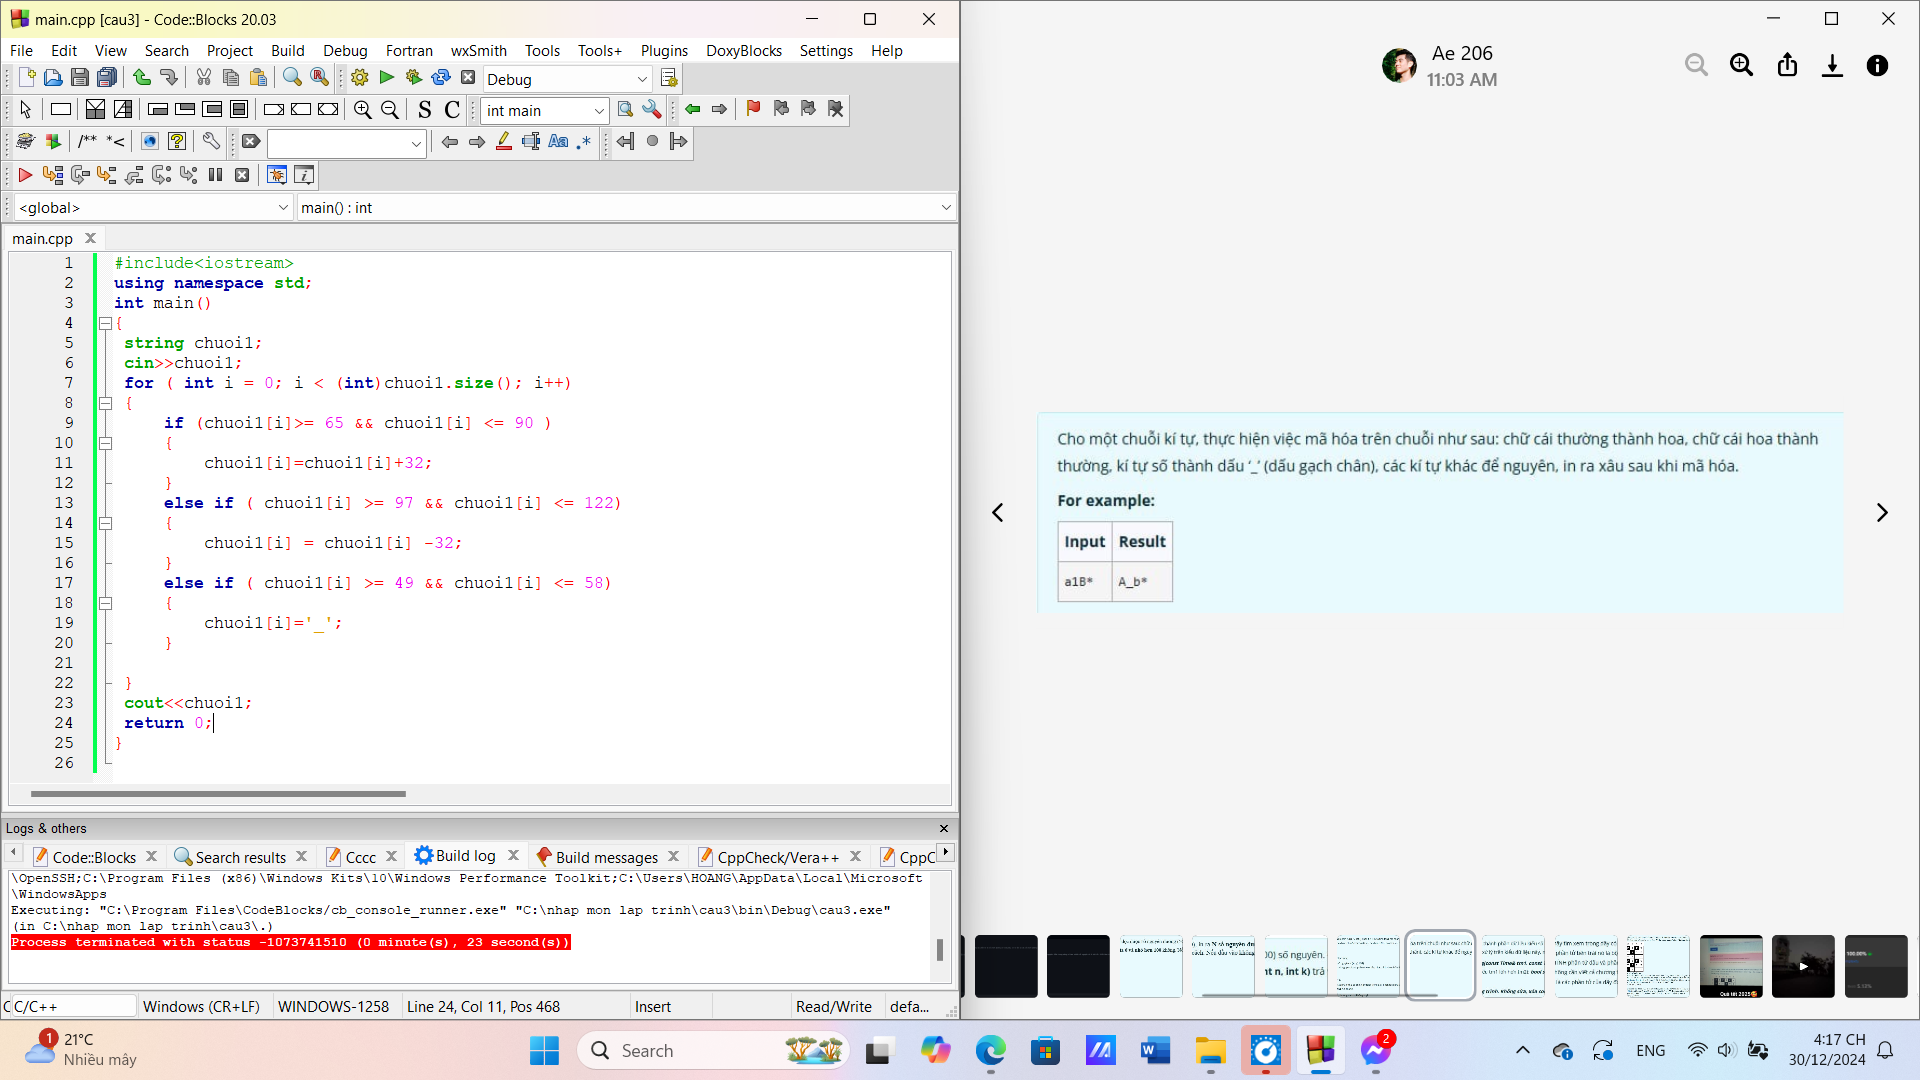 main.cpp [cau3] - Code::Blocks 20.03
File Edit View Search Project Build Debug Fortran wxSmith Tools Tools+ Plugins DoxyBlocks Settings Help
Debug
S C int main
/** *<
Aa .*
<global> main() : int
main.cpp
1 #include<iostream>
2 using namespace std;
3 int main()
4 {
5 string chuoi1;
6 cin>>chuoi1;
7 for ( int i = 0; i < (int)chuoi1.size(); i++)
8 {
9 if (chuoi1[i]>= 65 && chuoi1[i] <= 90 )
10 {
11 chuoi1[i]=chuoi1[i]+32;
12 }
13 else if ( chuoi1[i] >= 97 && chuoi1[i] <= 122)
14 {
15 chuoi1[i] = chuoi1[i] -32;
16 }
17 else if ( chuoi1[i] >= 49 && chuoi1[i] <= 58)
18 {
19 chuoi1[i]='_';
20 }
21
22 }
23 cout<<chuoi1;
24 return 0;
25 }
26
Logs & others
Code::Blocks Search results Cccc Build log Build messages CppCheck/Vera++ CppC
\OpenSSH;C:\Program Files (x86)\Windows Kits\10\Windows Performance Toolkit;C:\Users\HOANG\AppData\Local\Microsoft
\WindowsApps
Executing: "C:\Program Files\CodeBlocks/cb_console_runner.exe" "C:\nhap mon lap trinh\cau3\bin\Debug\cau3.exe"
(in C:\nhap mon lap trinh\cau3\.)
Process terminated with status -1073741510 (0 minute(s), 23 second(s))
C/C++ Windows (CR+LF) WINDOWS-1258 Line 24, Col 11, Pos 468 Insert Read/Write defa...
Ae 206
11:03 AM
Cho một chuỗi kí tự, thực hiện việc mã hóa trên chuỗi như sau: chữ cái thường thành hoa, chữ cái hoa thành
thường, kí tự số thành dấu ‘_’ (dấu gạch chân), các kí tự khác để nguyên, in ra xâu sau khi mã hóa.
For example:
Input Result
a1B* A_b*
00) số nguyên.
nt n, int k) trả
Quà tết 2025
1 21°C
Nhiều mây
Search
2
ENG
4:17 CH
30/12/2024